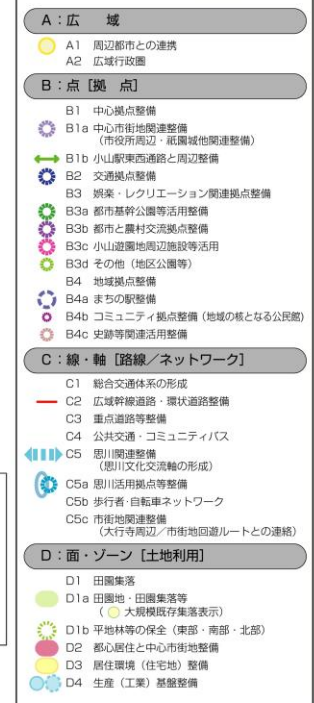 A：広　域
A1 周辺都市との連携
A2 広域行政圏
B：点［拠　点］
B1 中心拠点整備
B1a 中心市街地関連整備
（市役所周辺・祇園城他関連整備）
B1b 小山駅東西通路と周辺整備
B2 交通拠点整備
B3 娯楽・レクリエーション関連拠点整備
B3a 都市基幹公園等活用整備
B3b 都市と農村交流拠点整備
B3c 小山遊園地周辺施設等活用
B3d その他（地区公園等）
B4 地域拠点整備
B4a まちの駅整備
B4b コミュニティ拠点整備（地域の核となる公民館）
B4c 史跡等関連活用整備
C：線・軸［路線／ネットワーク］
C1 総合交通体系の形成
C2 広域幹線道路・環状道路整備
C3 重点道路等整備
C4 公共交通・コミュニティバス
C5 思川関連整備
（思川文化交流軸の形成）
C5a 思川活用拠点等整備
C5b 歩行者・自転車ネットワーク
C5c 市街地関連整備
（大行寺周辺／市街地回遊ルートとの連絡）
D：面・ゾーン［土地利用］
D1 田園集落
D1a 田園地・田園集落等
（ 大規模既存集落表示）
D1b 平地林等の保全（東部・南部・北部）
D2 都心居住と中心市街地整備
D3 居住環境（住宅地）整備
D4 生産（工業）基盤整備